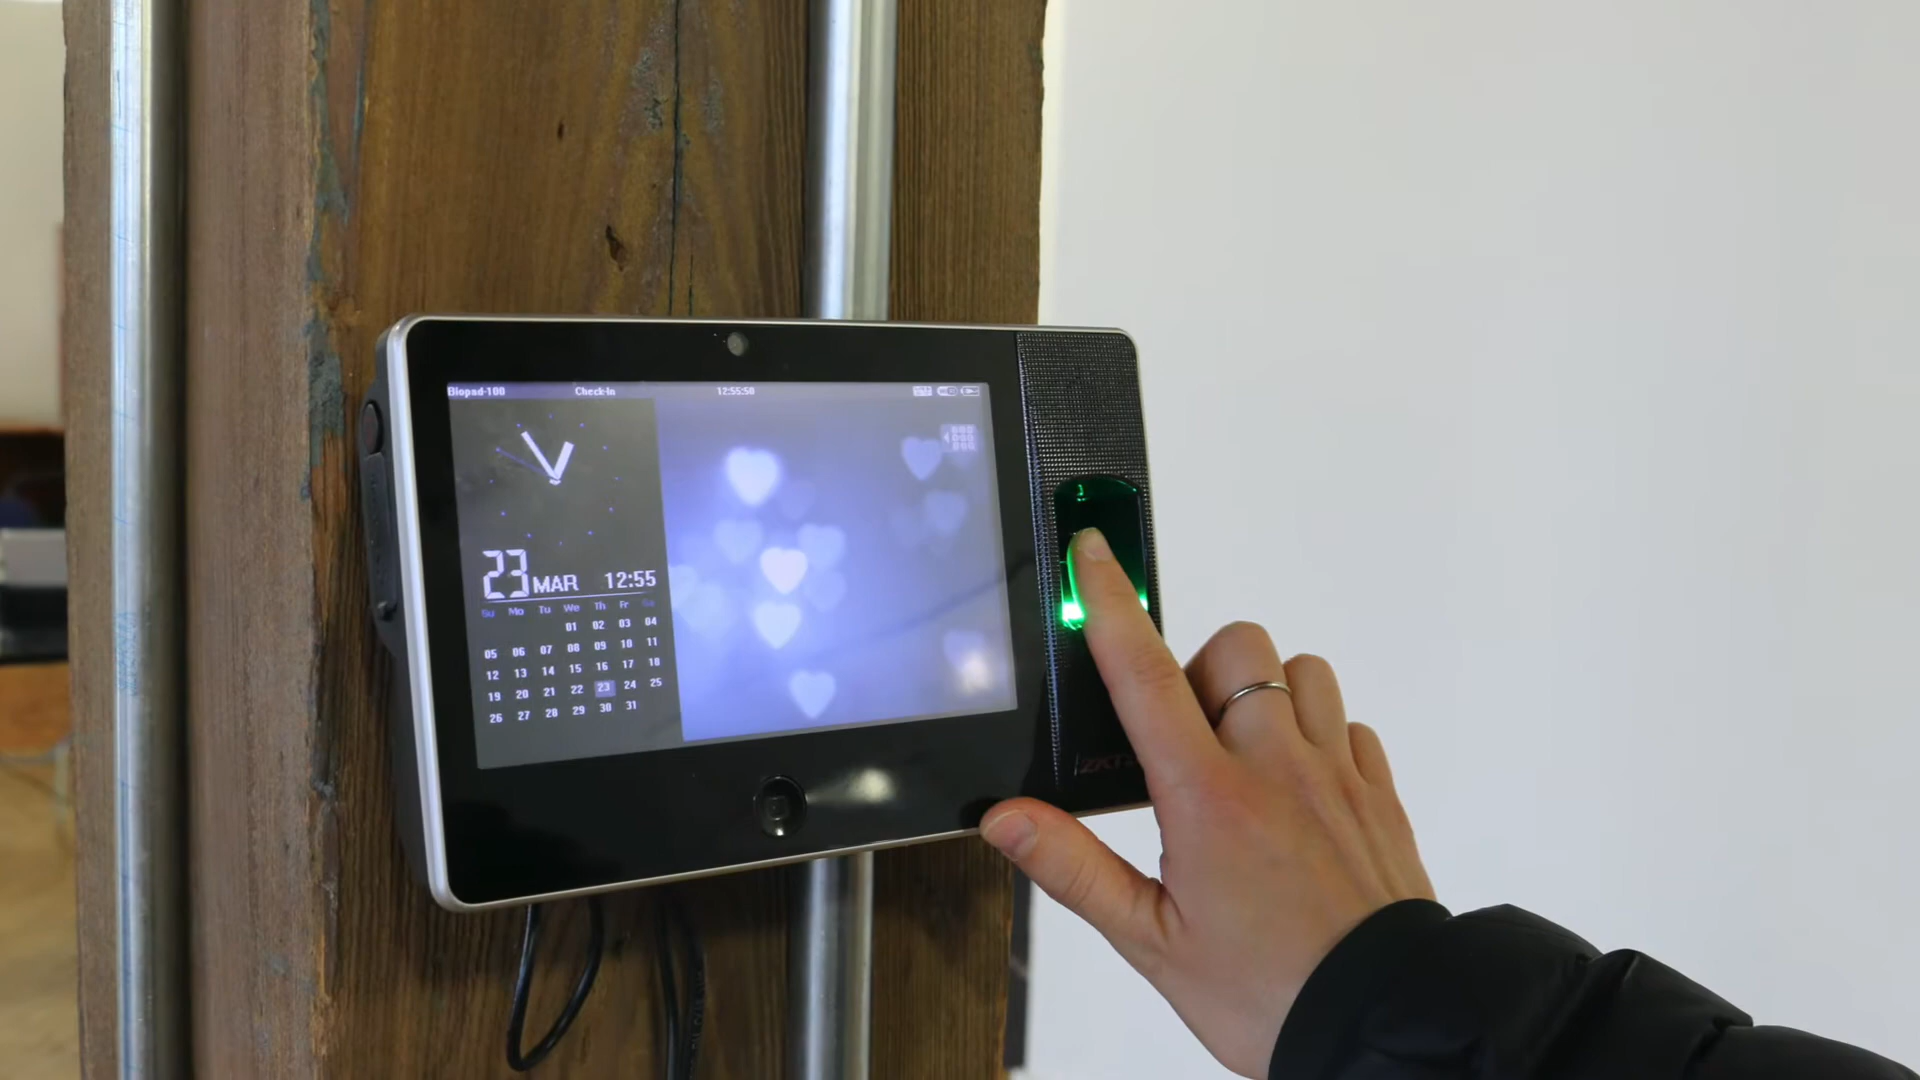 Biopad-100 Check-In 12:55:50
23 MAR 12:55
Su Mo Tu We Th Fr Sa
01 02 03 04
05 06 07 08 09 10 11
12 13 14 15 16 17 18
19 20 21 22 23 24 25
26 27 28 29 30 31